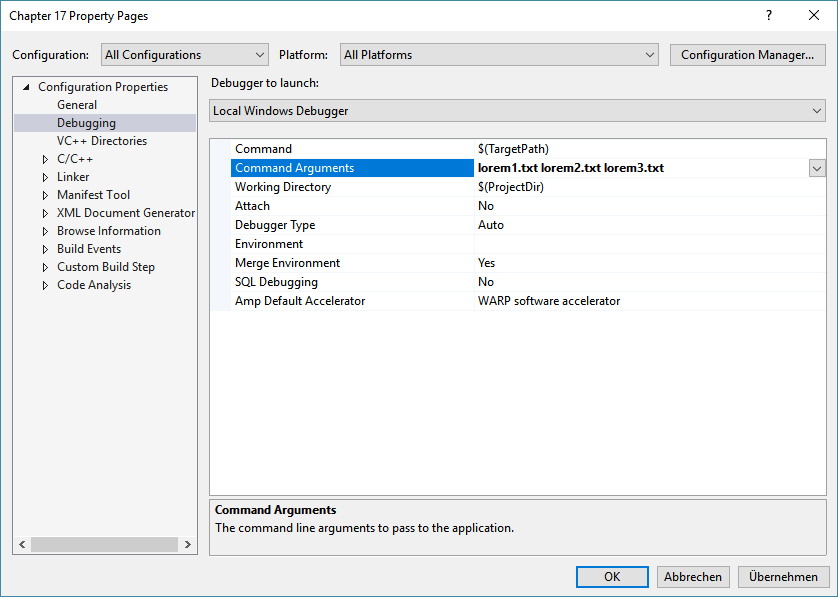 Chapter 17 Property Pages
?
Configuration: All Configurations Platform: All Platforms Configuration Manager...
Configuration Properties
General
Debugging
VC++ Directories
C/C++
Linker
Manifest Tool
XML Document Generator
Browse Information
Build Events
Custom Build Step
Code Analysis
Debugger to launch:
Local Windows Debugger
Command $(TargetPath)
Command Arguments lorem1.txt lorem2.txt lorem3.txt
Working Directory $(ProjectDir)
Attach No
Debugger Type Auto
Environment
Merge Environment Yes
SQL Debugging No
Amp Default Accelerator WARP software accelerator
Command Arguments
The command line arguments to pass to the application.
OK Abbrechen Übernehmen